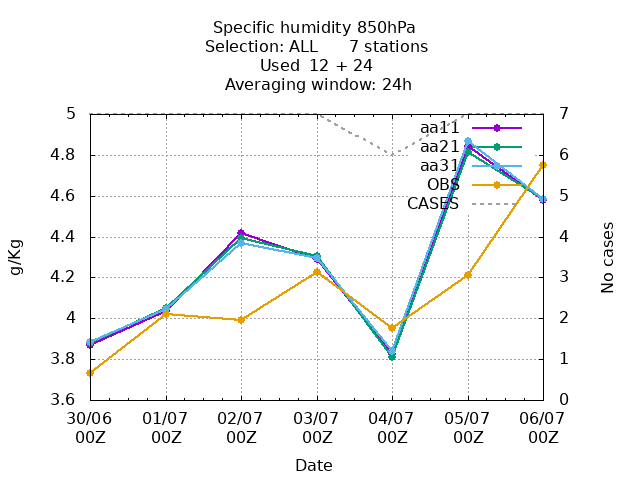 Specific humidity 850hPa
Selection: ALL      7 stations
Used  12 + 24
Averaging window: 24h
5
4.8
4.6
4.4
4.2
4
3.8
3.6
g/Kg
7
6
5
4
3
2
1
0
No cases
aa11
aa21
aa31
OBS
CASES
30/06 01/07 02/07 03/07 04/07 05/07 06/07
00Z 00Z 00Z 00Z 00Z 00Z 00Z
Date